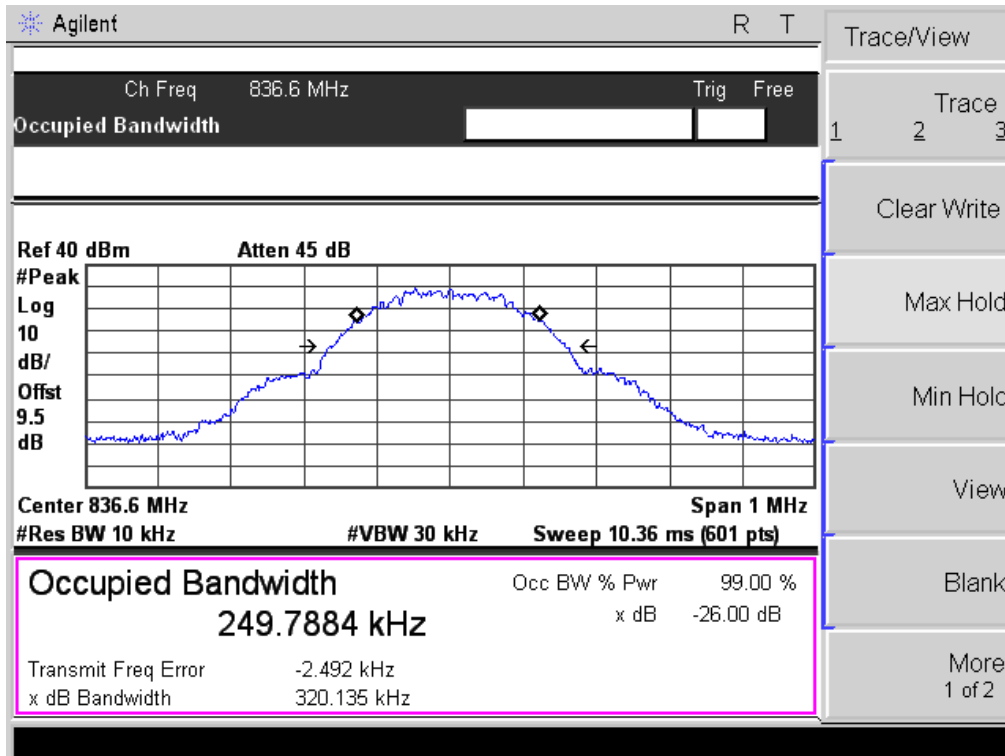 Agilent R T
Trace/View
Ch Freq 836.6 MHz Trig Free
Occupied Bandwidth
Trace
1 2 3
Clear Write
Ref 40 dBm Atten 45 dB
#Peak
Log
10
dB/
Offst
9.5
dB
Max Hold
Min Hold
View
Center 836.6 MHz Span 1 MHz
#Res BW 10 kHz #VBW 30 kHz Sweep 10.36 ms (601 pts)
Occupied Bandwidth
249.7884 kHz
Occ BW % Pwr 99.00 %
x dB -26.00 dB
Transmit Freq Error -2.492 kHz
x dB Bandwidth 320.135 kHz
Blank
More
1 of 2